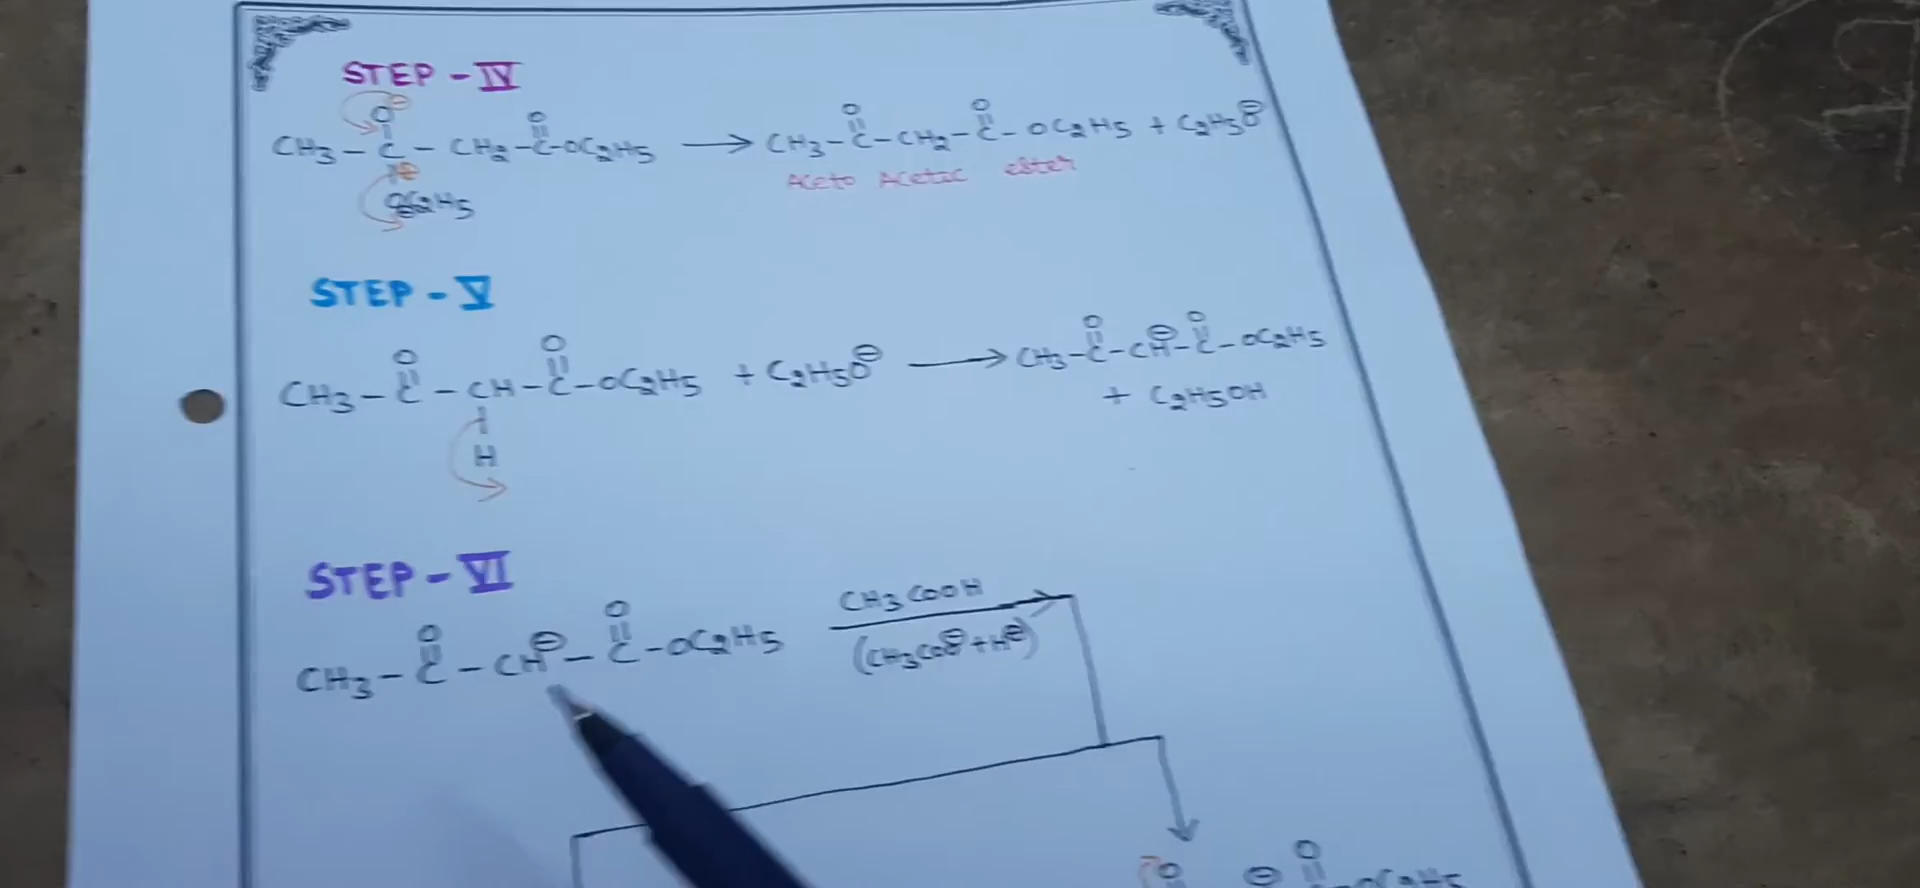 STEP - IV
O⊖
CH3 - C - CH2 - C - OC2H5 → CH3 - C - CH2 - C - OC2H5 + C2H5O⊖
O O O
OC2H5
Aceto Acetic ester
STEP - V
O O O O
CH3 - C - CH - C - OC2H5 + C2H5O⊖ → CH3 - C - CH⊖ - C - OC2H5
H
+ C2H5OH
STEP - VI
O O
CH3 - C - CH⊖ - C - OC2H5
CH3COOH
(CH3COO⊖ + H⊕)
O ⊖ O
OC2H5